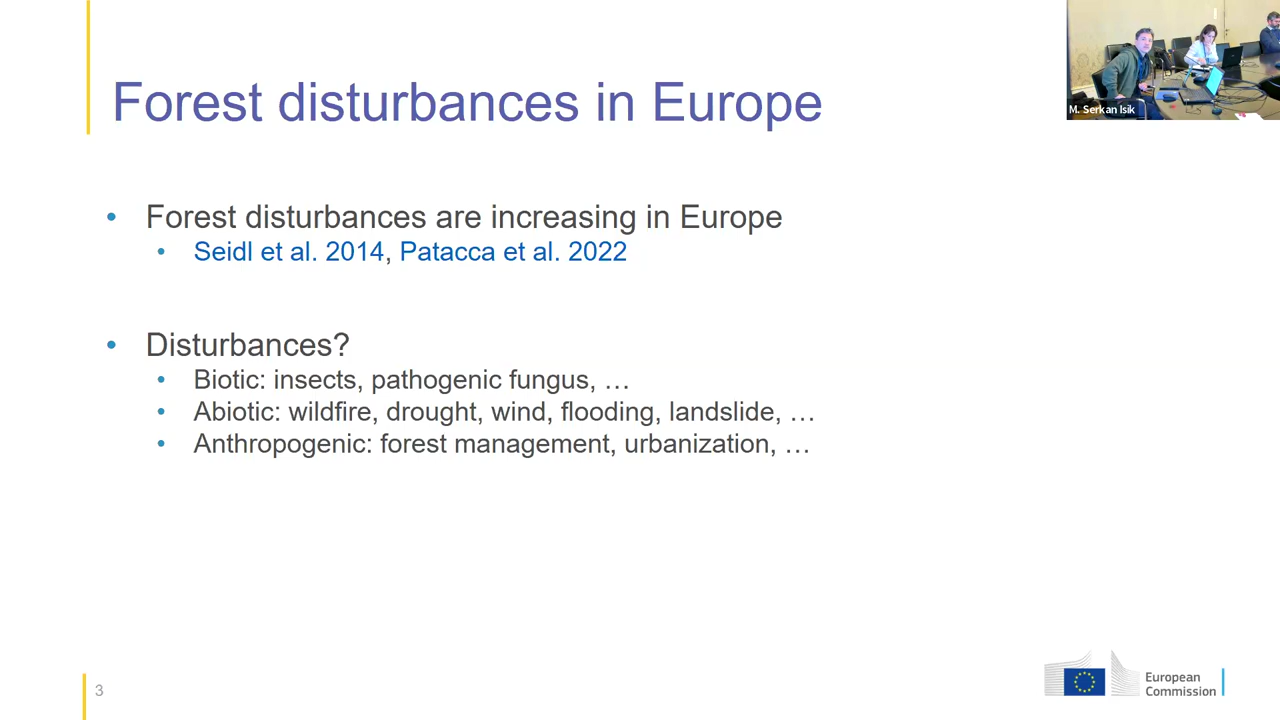 M. Serkan Isik
Forest disturbances in Europe
• Forest disturbances are increasing in Europe
• Seidl et al. 2014, Patacca et al. 2022
• Disturbances?
• Biotic: insects, pathogenic fungus, …
• Abiotic: wildfire, drought, wind, flooding, landslide, …
• Anthropogenic: forest management, urbanization, …
3
European
Commission